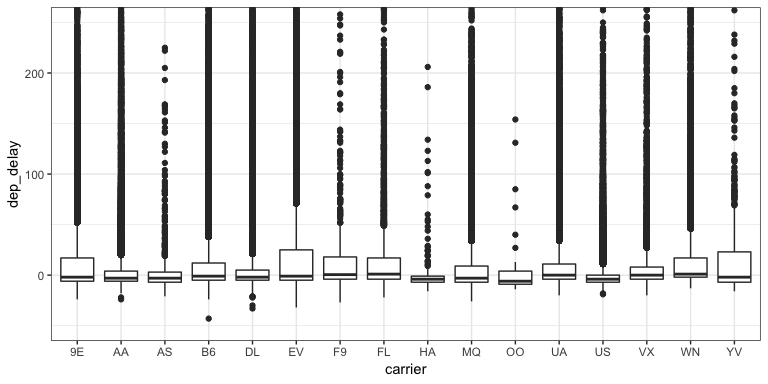 200
100
0
dep_delay
9E AA AS B6 DL EV F9 FL HA MQ OO UA US VX WN YV
carrier